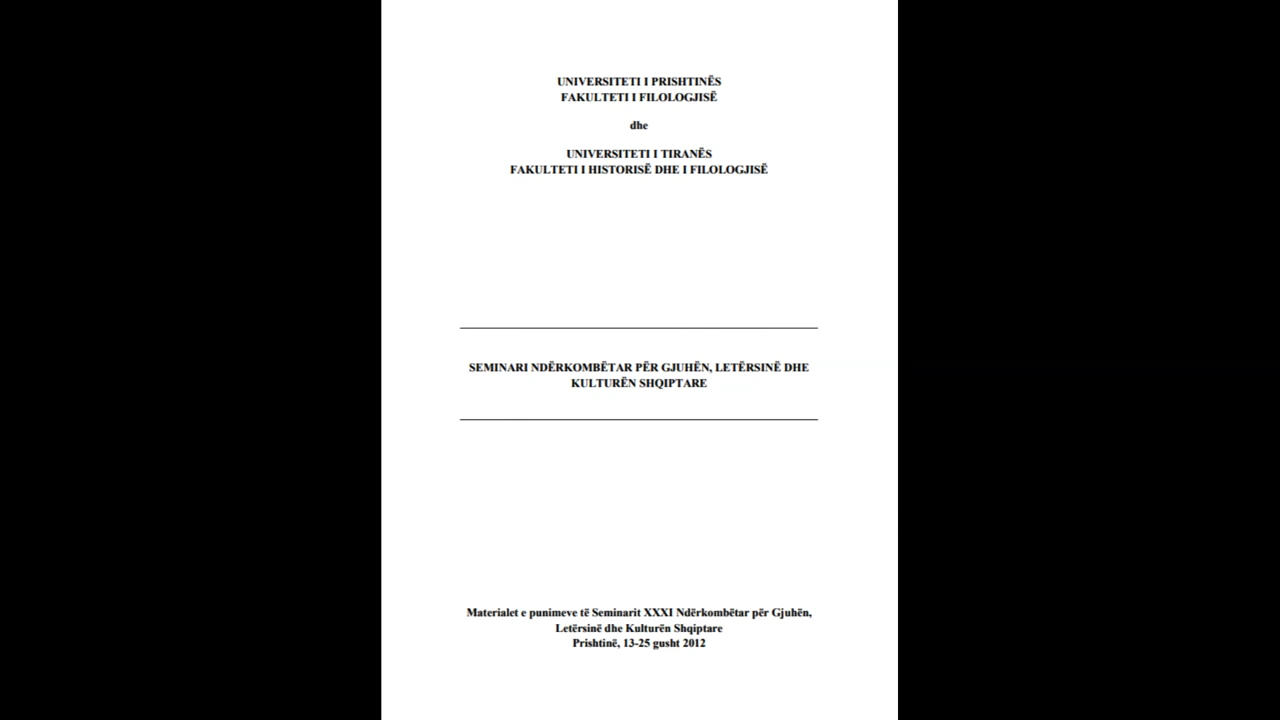 UNIVERSITETI I PRISHTINËS
FAKULTETI I FILOLOGJISË
dhe
UNIVERSITETI I TIRANËS
FAKULTETI I HISTORISË DHE I FILOLOGJISË
SEMINARI NDËRKOMBËTAR PËR GJUHËN, LETËRSINË DHE
KULTURËN SHQIPTARE
Materialet e punimeve të Seminarit XXXI Ndërkombëtar për Gjuhën,
Letërsinë dhe Kulturën Shqiptare
Prishtinë, 13-25 gusht 2012